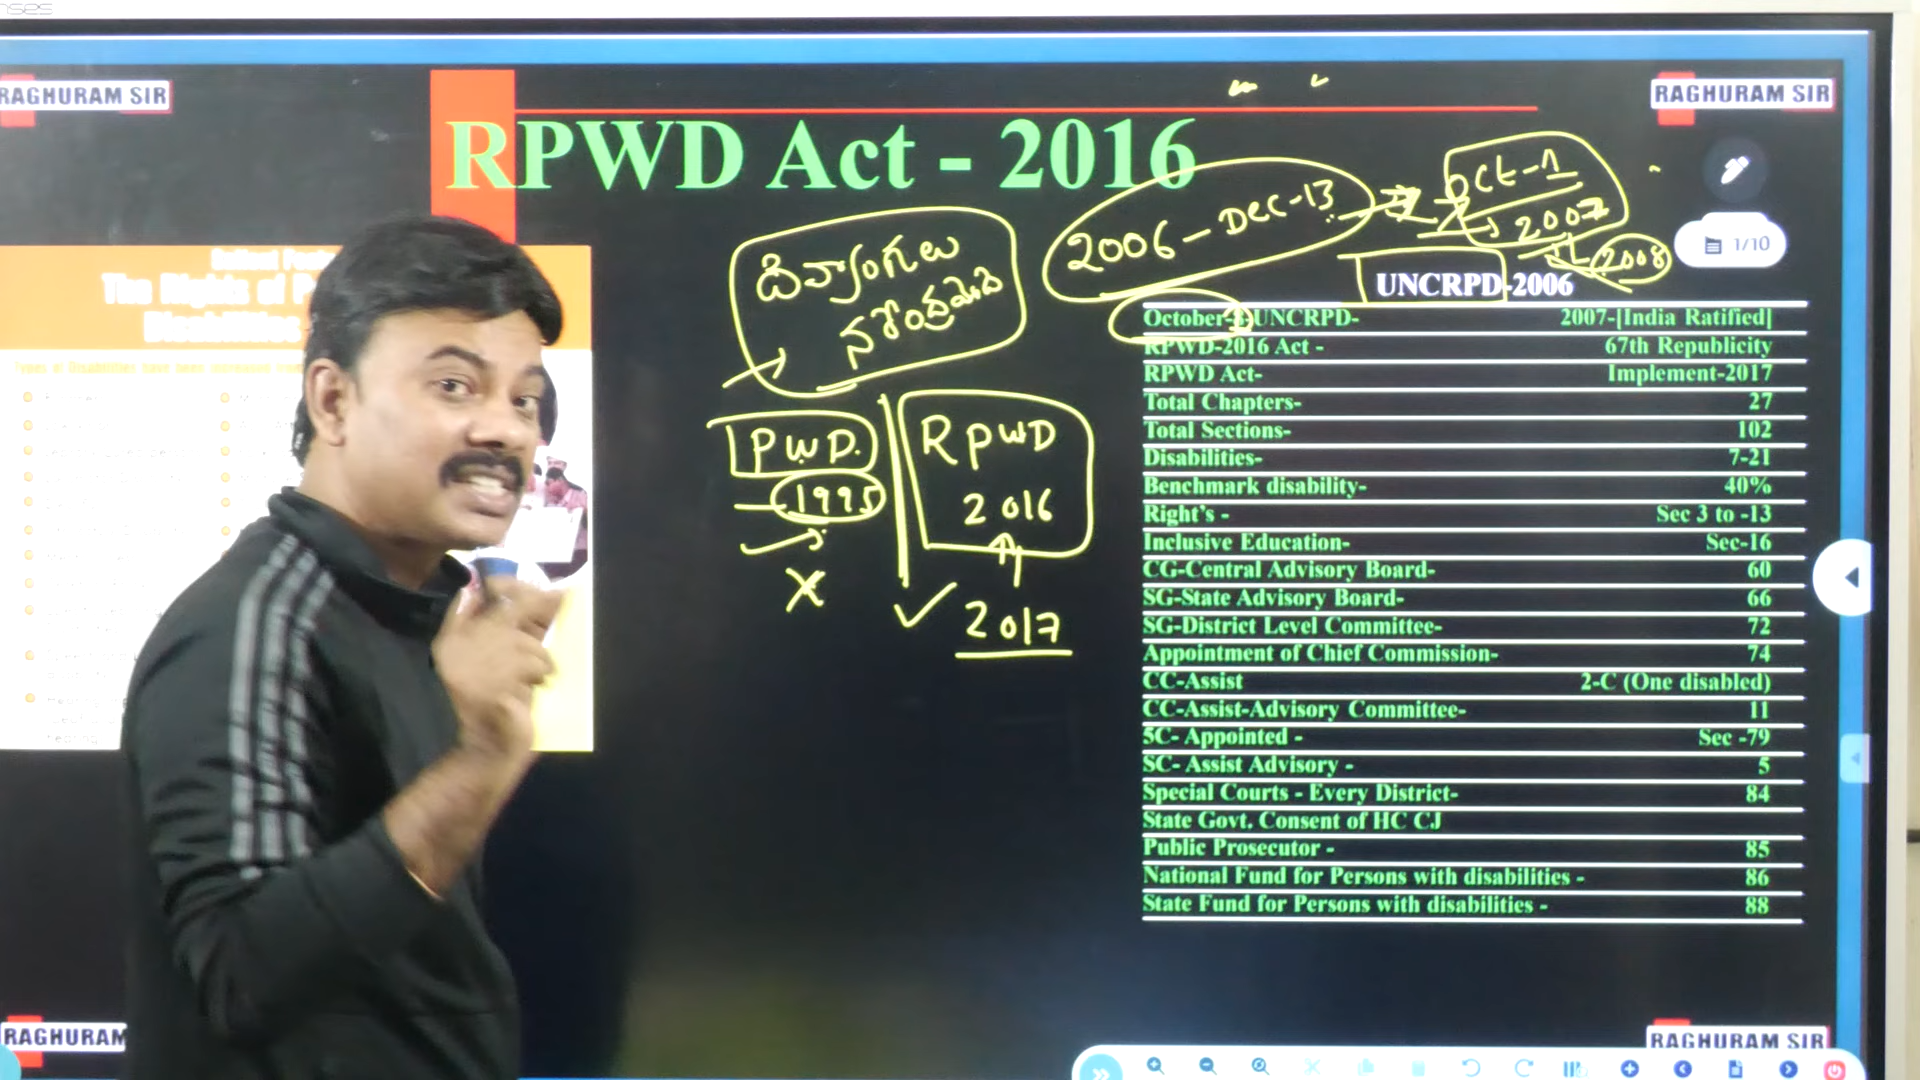 RAGHURAM SIR
RAGHURAM SIR
RPWD Act - 2016
2006 - Dec-13
Oct-1
2007
2008
1/10
దివ్యాంగులు
The Rights of P
Disabilities
UNCRPD-2006
October- UNCRPD- 2007-[India Ratified]
RPWD-2016 Act - 67th Republicity
RPWD Act- Implement-2017
Total Chapters- 27
Total Sections- 102
Disabilities- 7-21
Benchmark disability- 40%
Right's - Sec 3 to -13
Inclusive Education- Sec-16
CG-Central Advisory Board- 60
SG-State Advisory Board- 66
SG-District Level Committee- 72
Appointment of Chief Commission- 74
CC-Assist 2-C (One disabled)
CC-Assist-Advisory Committee- 11
5C- Appointed - Sec -79
SC- Assist Advisory - 5
Special Courts - Every District- 84
State Govt. Consent of HC CJ
Public Prosecutor - 85
National Fund for Persons with disabilities - 86
State Fund for Persons with disabilities - 88
PWD.
1995
X
RPWD
2016
2017
RAGHURAM
RAGHURAM SIR